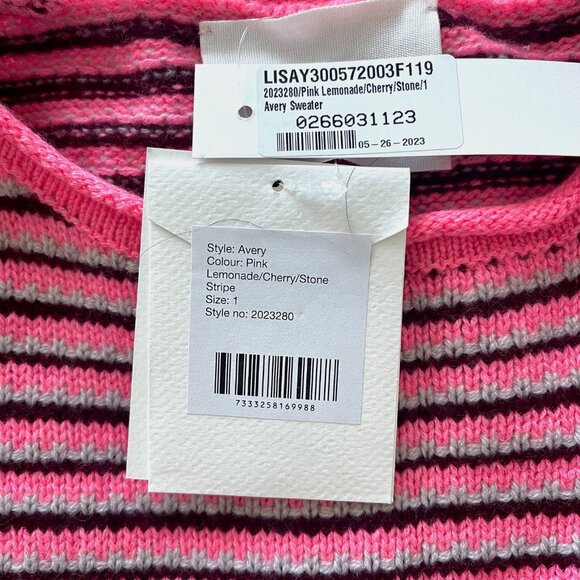 LISAY300572003F119
2023280/Pink Lemonade/Cherry/Stone/1
Avery Sweater
0266031123
05-26-2023
Style: Avery
Colour: Pink
Lemonade/Cherry/Stone
Stripe
Size: 1
Style no: 2023280
7333258169988